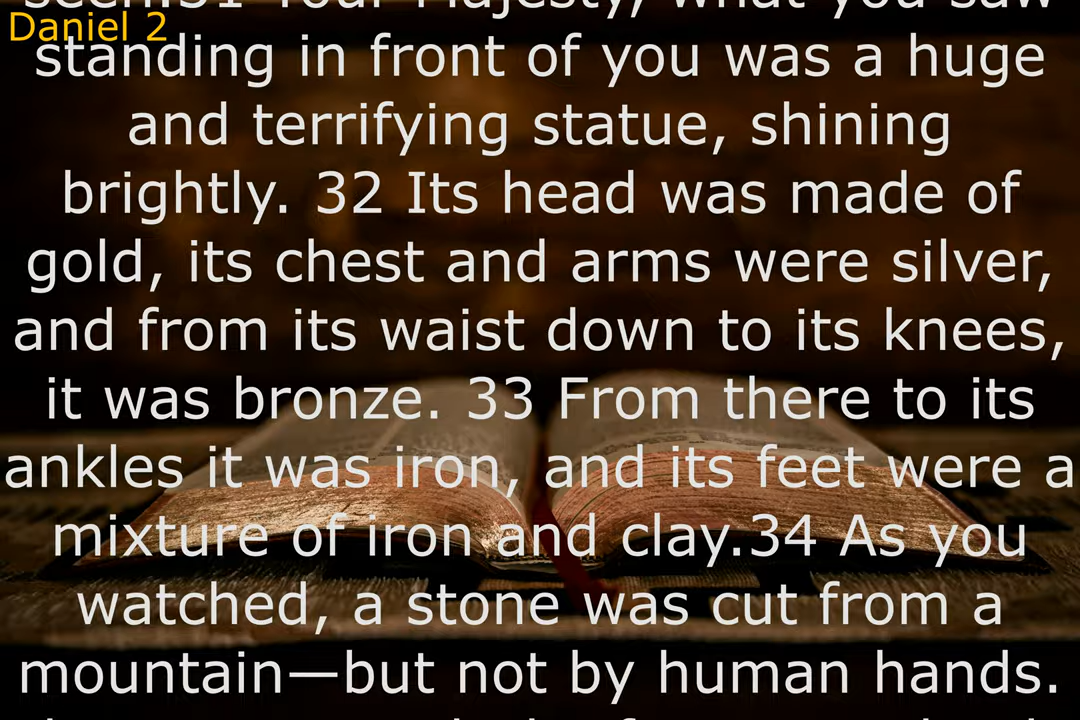 seen.31 Your Majesty, what you saw
Daniel 2
standing in front of you was a huge
and terrifying statue, shining
brightly. 32 Its head was made of
gold, its chest and arms were silver,
and from its waist down to its knees,
it was bronze. 33 From there to its
ankles it was iron, and its feet were a
mixture of iron and clay.34 As you
watched, a stone was cut from a
mountain—but not by human hands.